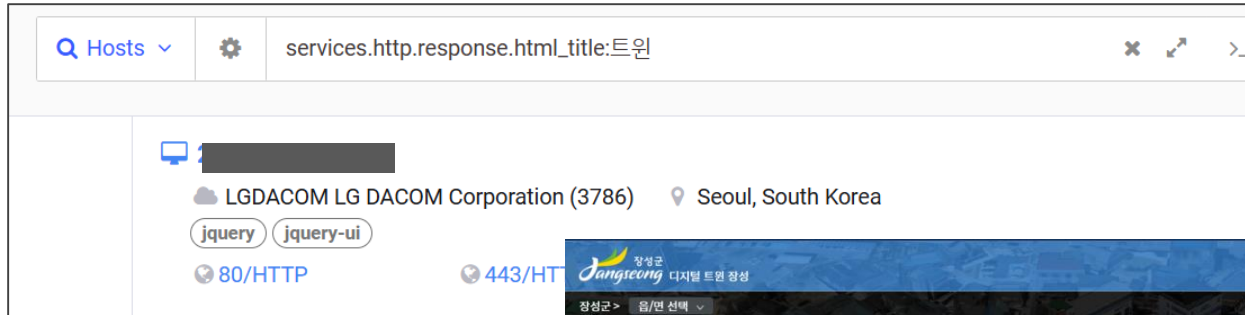 Hosts
services.http.response.html_title:트윈
LGDACOM LG DACOM Corporation (3786) Seoul, South Korea
jquery jquery-ui
80/HTTP 443/HT
장성군
Jangseong 디지털 트윈 장성
장성군 > 읍/면 선택